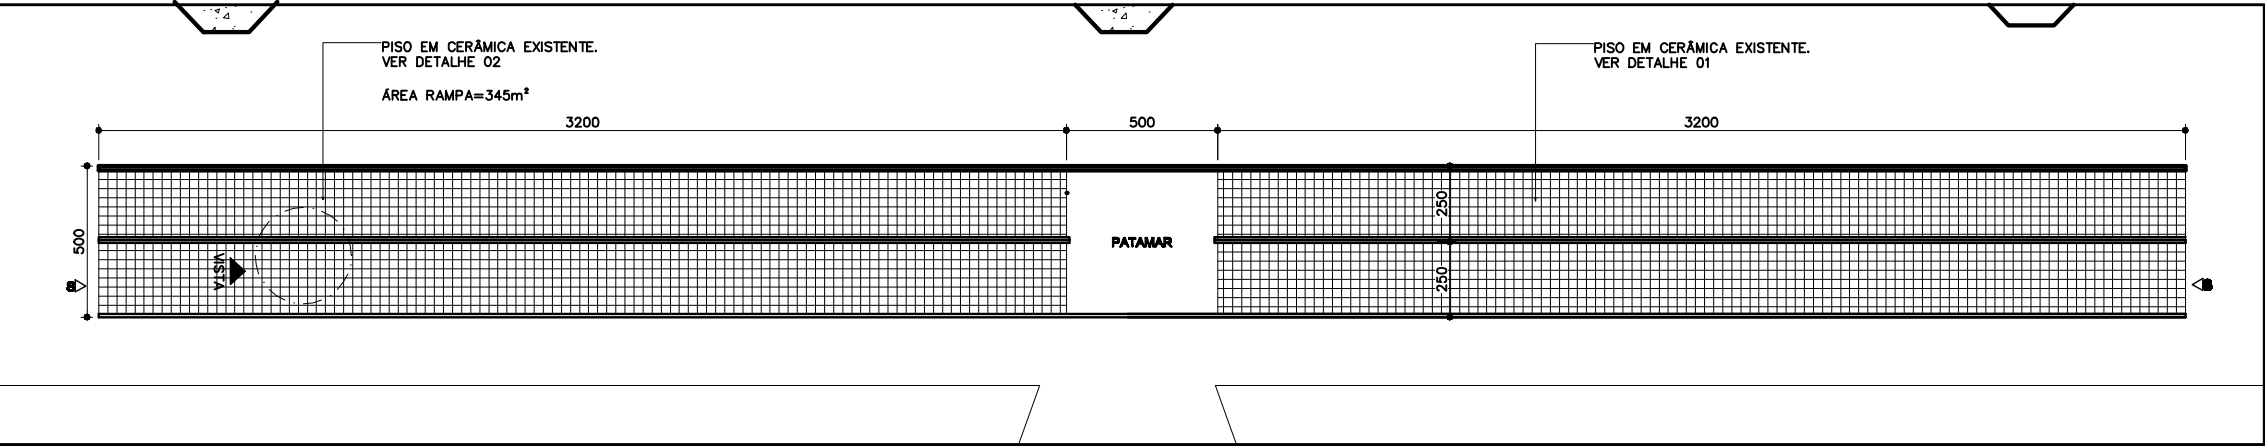 PISO EM CERÂMICA EXISTENTE.
VER DETALHE 02
ÁREA RAMPA=345m²
PISO EM CERÂMICA EXISTENTE.
VER DETALHE 01
3200
500
3200
500
250
250
PATAMAR
VISTA